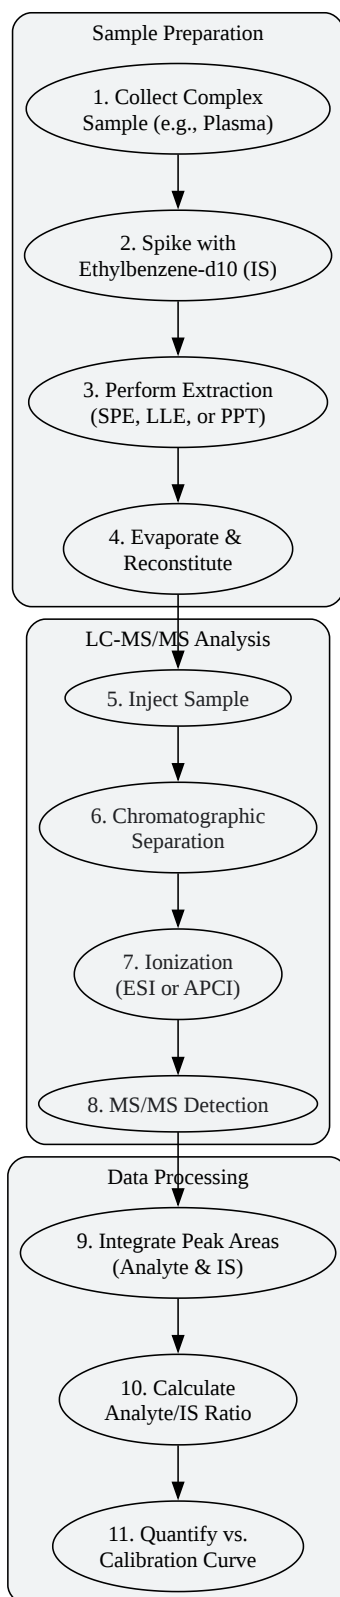 Sample Preparation
1. Collect Complex
Sample (e.g., Plasma)
2. Spike with
Ethylbenzene-d10 (IS)
3. Perform Extraction
(SPE, LLE, or PPT)
4. Evaporate &
Reconstitute
LC-MS/MS Analysis
5. Inject Sample
6. Chromatographic
Separation
7. Ionization
(ESI or APCI)
8. MS/MS Detection
Data Processing
9. Integrate Peak Areas
(Analyte & IS)
10. Calculate
Analyte/IS Ratio
11. Quantify vs.
Calibration Curve